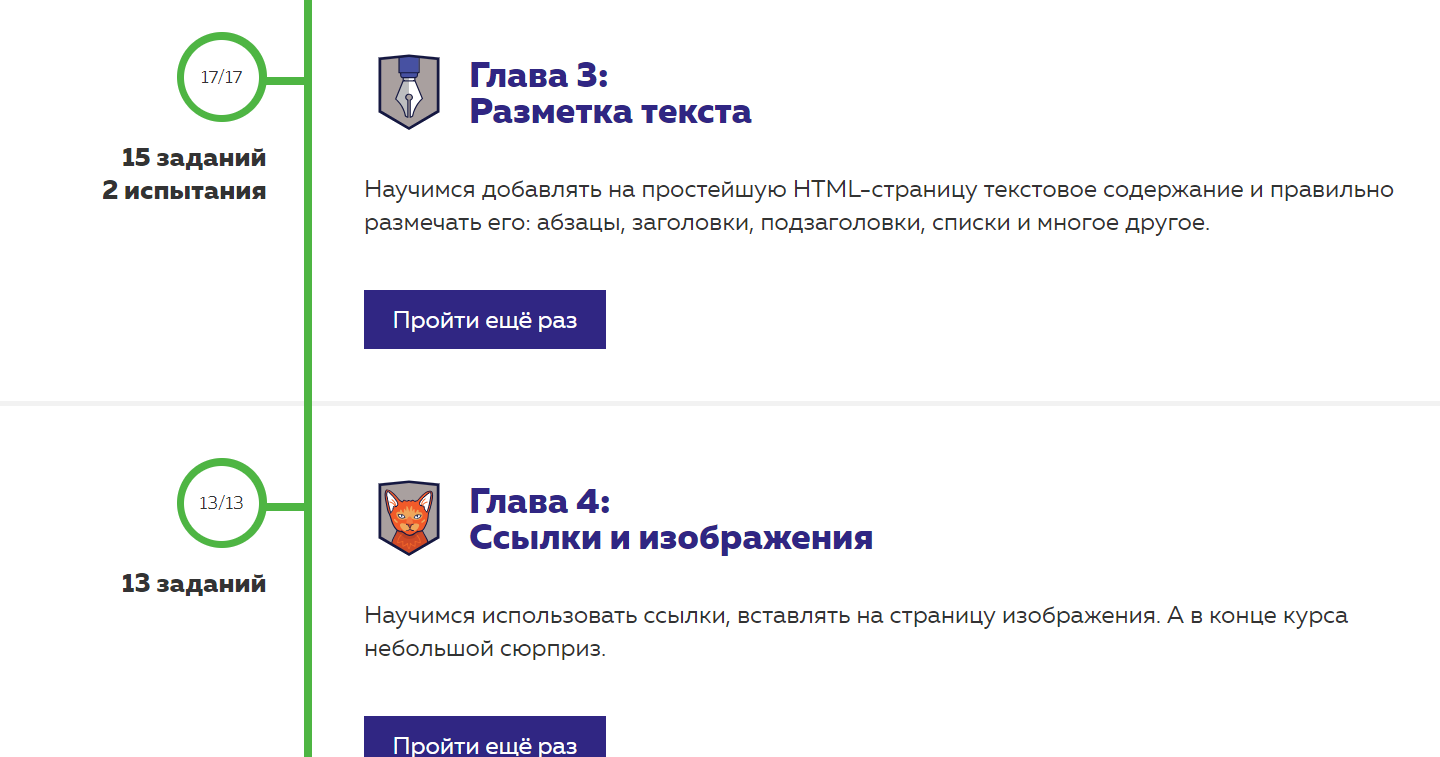 17/17
15 заданий
2 испытания
Глава 3:
Разметка текста
Научимся добавлять на простейшую HTML-страницу текстовое содержание и правильно
размечать его: абзацы, заголовки, подзаголовки, списки и многое другое.
Пройти ещё раз
13/13
13 заданий
Глава 4:
Ссылки и изображения
Научимся использовать ссылки, вставлять на страницу изображения. А в конце курса
небольшой сюрприз.
Пройти ещё раз